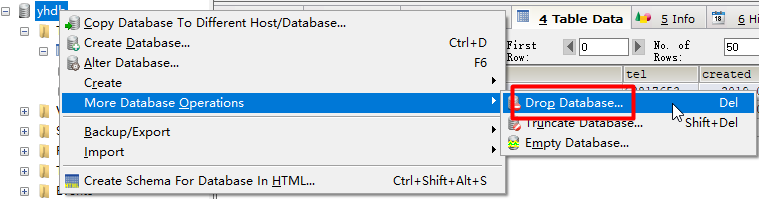 yhdb
Copy Database To Different Host/Database...
Create Database... Ctrl+D
Alter Database... F6
Create
More Database Operations
Backup/Export
Import
Create Schema For Database In HTML... Ctrl+Shift+Alt+S
4 Table Data
5 Info
First Row: 0 No. of Rows: 50
tel created
Drop Database... Del
Truncate Database... Shift+Del
Empty Database...